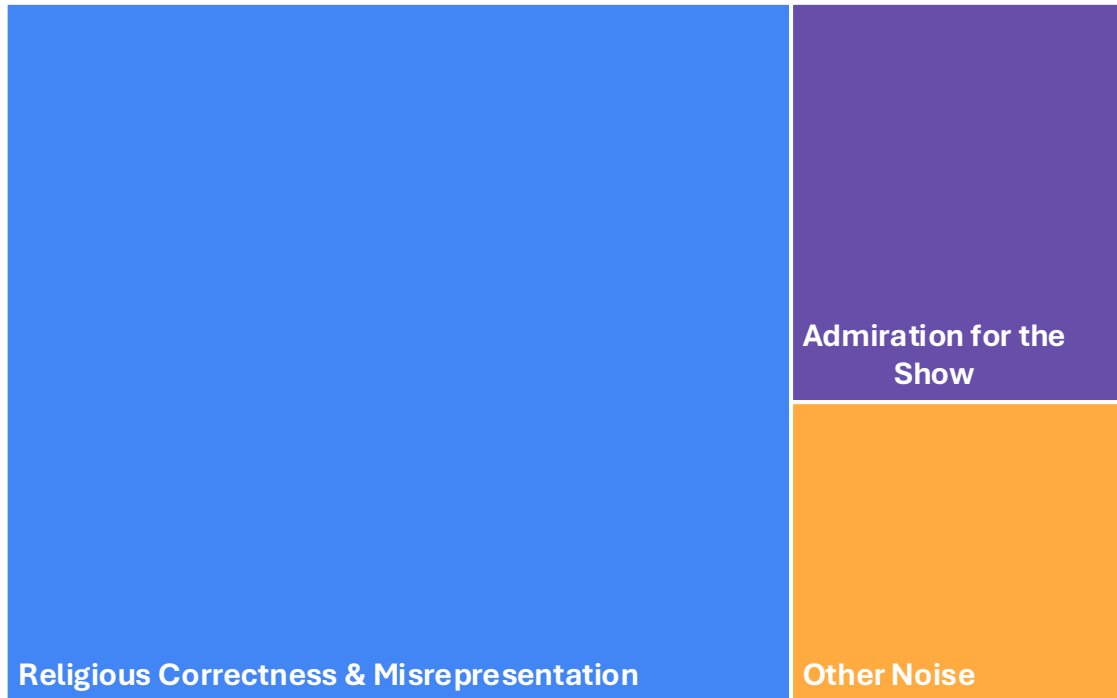 Admiration for the
Show
Religious Correctness & Misrepresentation
Other Noise